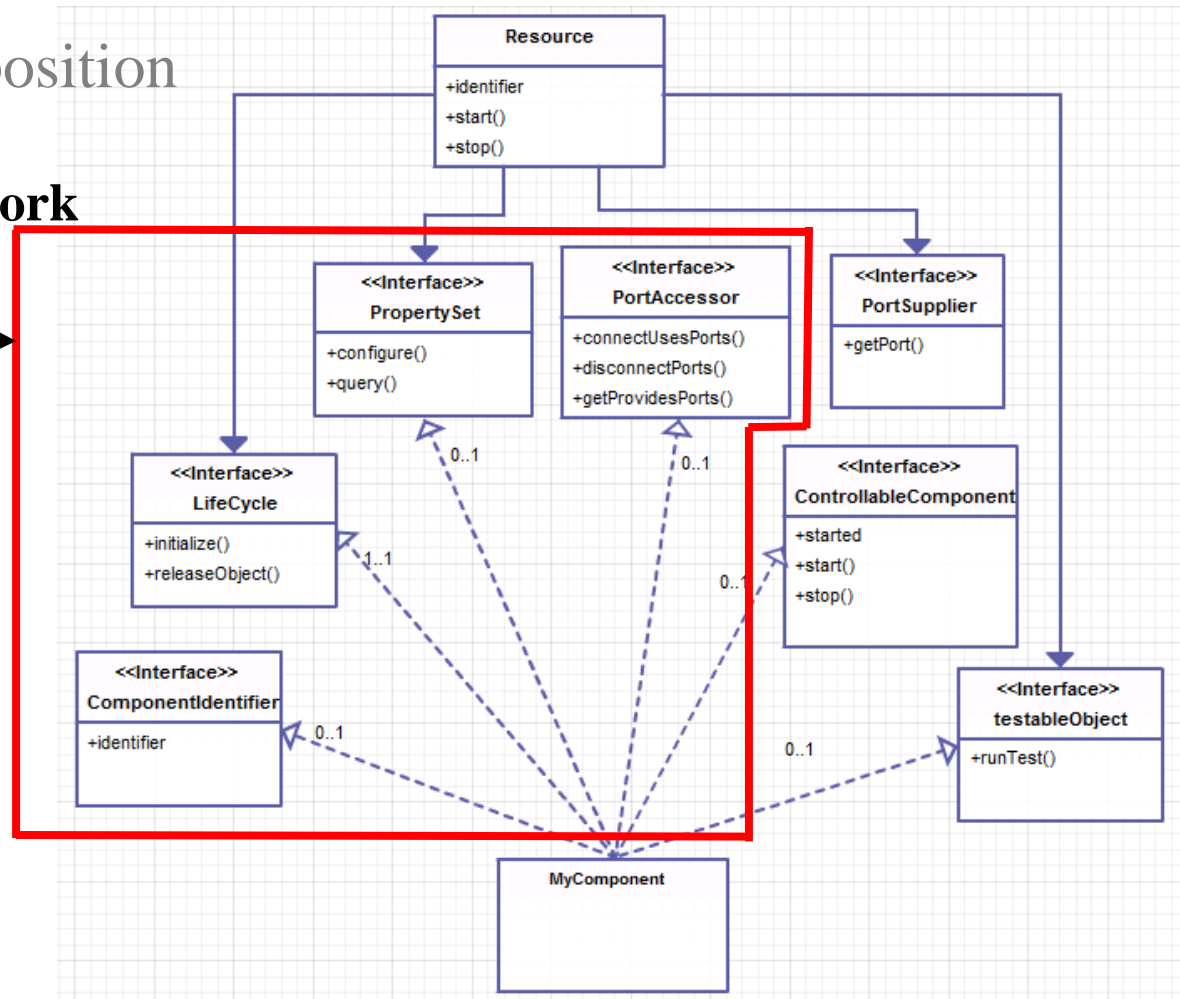 Resource
+identifier
+start()
+stop()
<<Interface>>
PropertySet
+configure()
+query()
<<Interface>>
PortAccessor
+connectUsesPorts()
+disconnectPorts()
+getProvidesPorts()
<<Interface>>
PortSupplier
+getPort()
0..1
0..1
<<Interface>>
LifeCycle
+initialize()
+releaseObject()
1..1
<<Interface>>
ControllableComponent
+started
+start()
+stop()
0..1
<<Interface>>
ComponentIdentifier
+identifier
0..1
<<Interface>>
testableObject
+runTest()
0..1
MyComponent